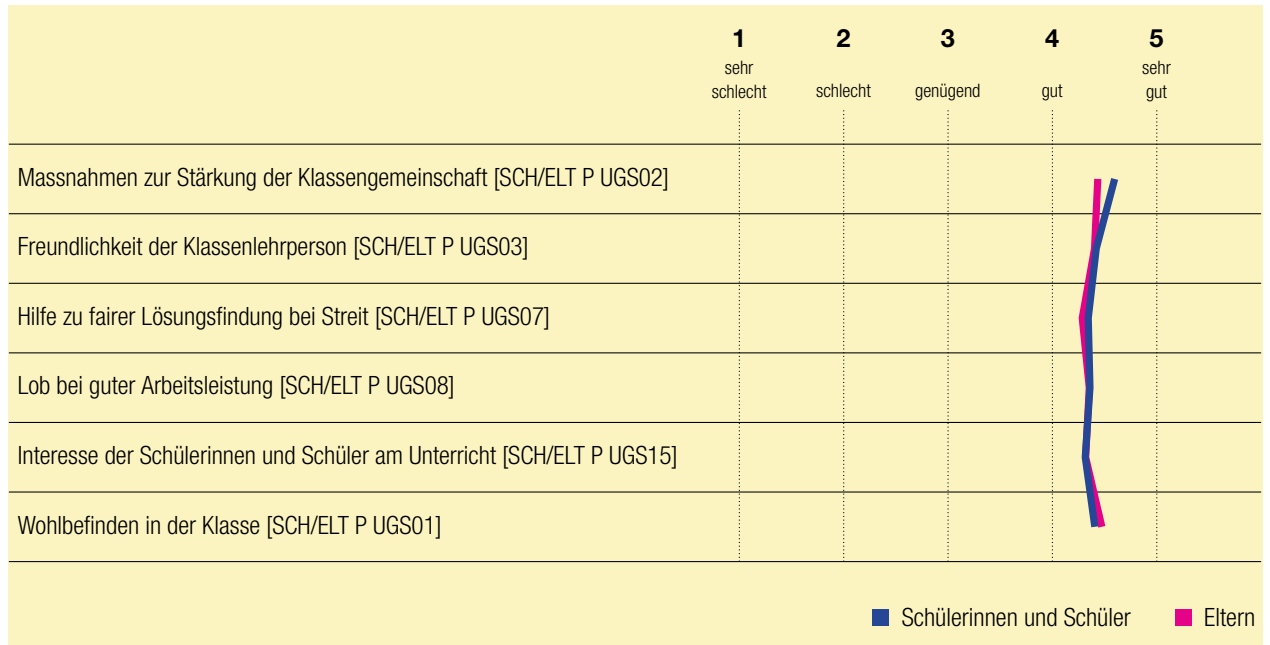 1 2 3 4 5
sehr schlecht schlecht genügend gut sehr gut
Massnahmen zur Stärkung der Klassengemeinschaft [SCH/ELT P UGS02]
Freundlichkeit der Klassenlehrperson [SCH/ELT P UGS03]
Hilfe zu fairer Lösungsfindung bei Streit [SCH/ELT P UGS07]
Lob bei guter Arbeitsleistung [SCH/ELT P UGS08]
Interesse der Schülerinnen und Schüler am Unterricht [SCH/ELT P UGS15]
Wohlbefinden in der Klasse [SCH/ELT P UGS01]
Schülerinnen und Schüler Eltern